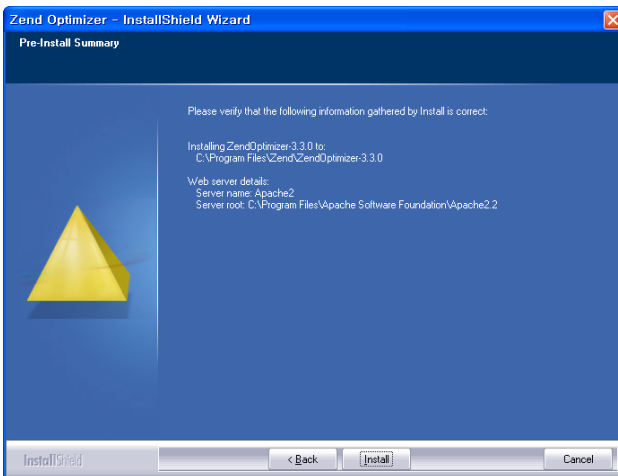 Zend Optimizer - InstallShield Wizard
Pre-Install Summary
Please verify that the following information gathered by Install is correct:
Installing ZendOptimizer-3.3.0 to:
C:\Program Files\Zend\ZendOptimizer-3.3.0
Web server details:
Server name: Apache2
Server root: C:\Program Files\Apache Software Foundation\Apache2.2
InstallShield
< Back
Install
Cancel